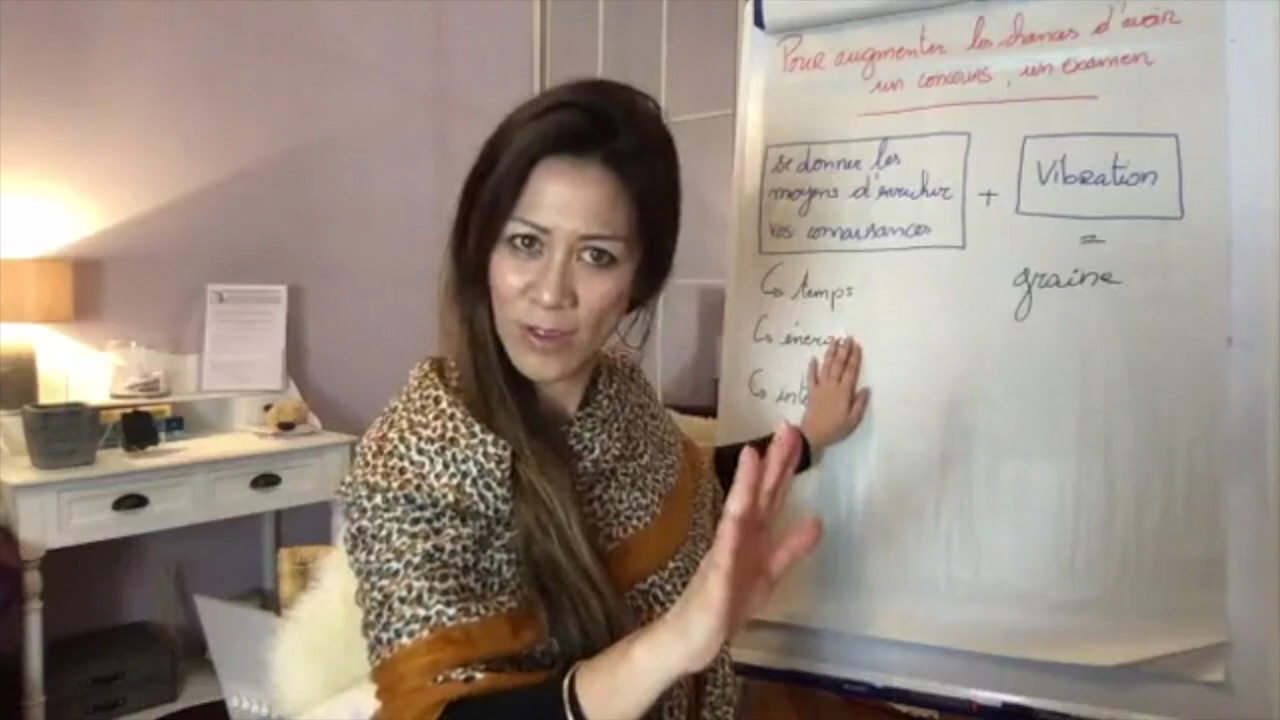 Pour augmenter les chances d'avoir
un concours, un examen
se donner les
moyens d'enrichir
vos connaissances
+
Vibration
=
graine
↳ temps
↳ énergie
↳